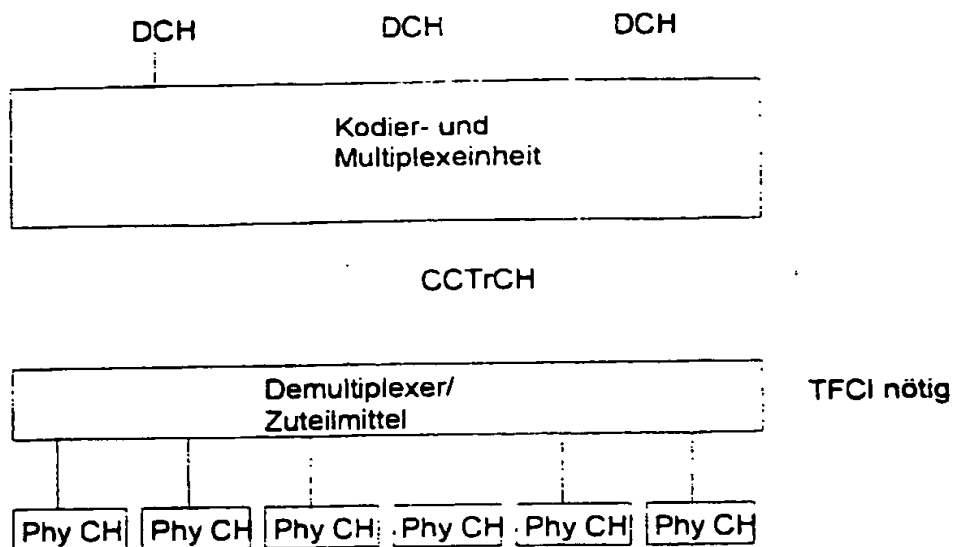 DCH DCH DCH
Kodier- und
Multiplexeinheit
CCTrCH
Demultiplexer/
Zuteilmittel
TFCI nötig
Phy CH Phy CH Phy CH Phy CH Phy CH Phy CH